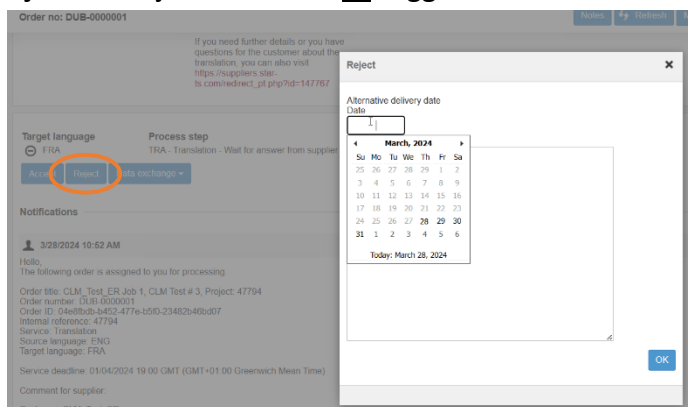 Order no: DUB-0000001
Notes Refresh
If you need further details or you have
questions for the customer about the
translation, you can also visit
https://suppliers.star-
ts.com/redirect_pt.php?id=147767
Reject
Alternative delivery date
Date
March, 2024
Su Mo Tu We Th Fr Sa
25 26 27 28 29 1 2
3 4 5 6 7 8 9
10 11 12 13 14 15 16
17 18 19 20 21 22 23
24 25 26 27 28 29 30
31 1 2 3 4 5 6
Today: March 28, 2024
OK
Target language Process step
FRA TRA - Translation - Wait for answer from supplier
Reject Data exchange
Notifications
3/28/2024 10:52 AM
Hello,
The following order is assigned to you for processing.
Order title: CLM_Test_ER Job 1, CLM Test # 3, Project: 47794
Order number: DUB-0000001
Internal reference: 47794
Service: Translation
Source language: ENG
Target language: FRA
Service deadline: 01/04/2024 19:00 GMT (GMT+01:00 Greenwich Mean Time)
Comment for supplier: